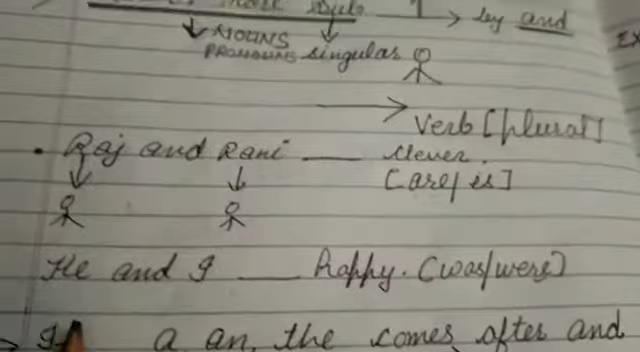 by and
NOUNS
PRONOUNS singular
Verb [plural]
Raj and Rani ___ clever.
[are/is]
He and I ___ happy. (was/were)
a an, the comes after and